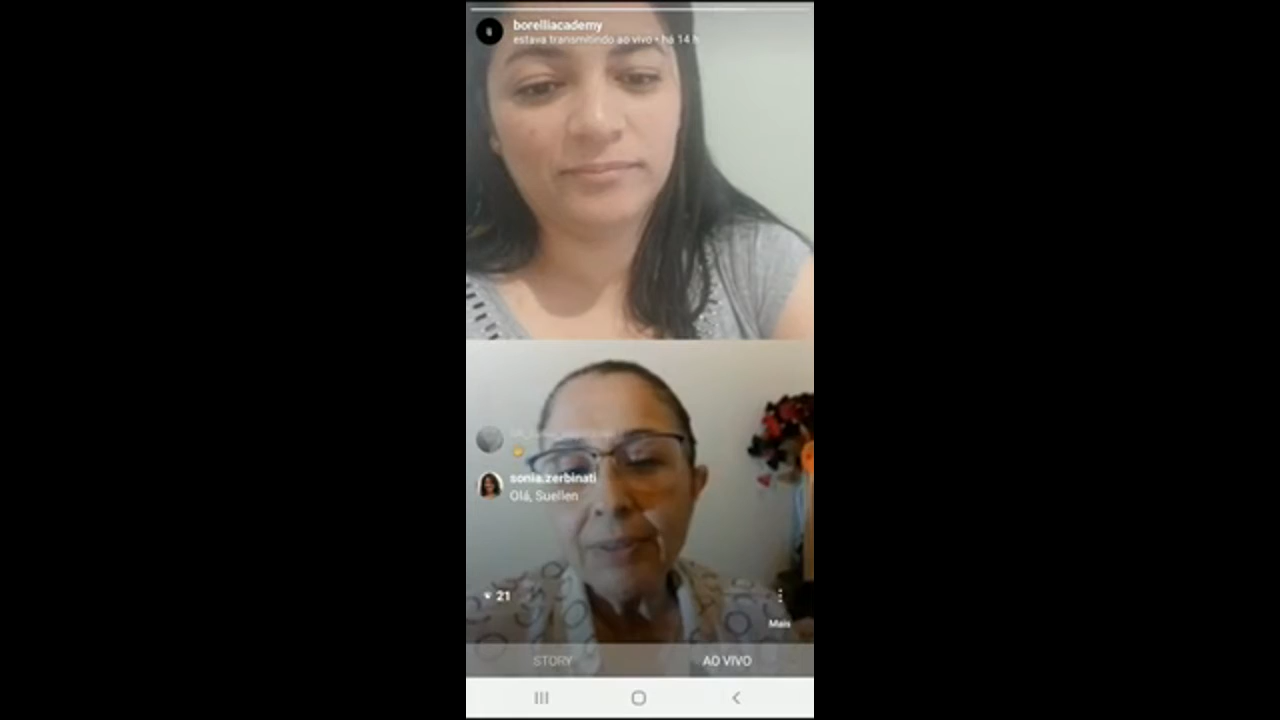 borelliacademy
estava transmitindo ao vivo • há 14 h
sonia.zerbinati
Olá, Suellen
21
Mais
STORY
AO VIVO